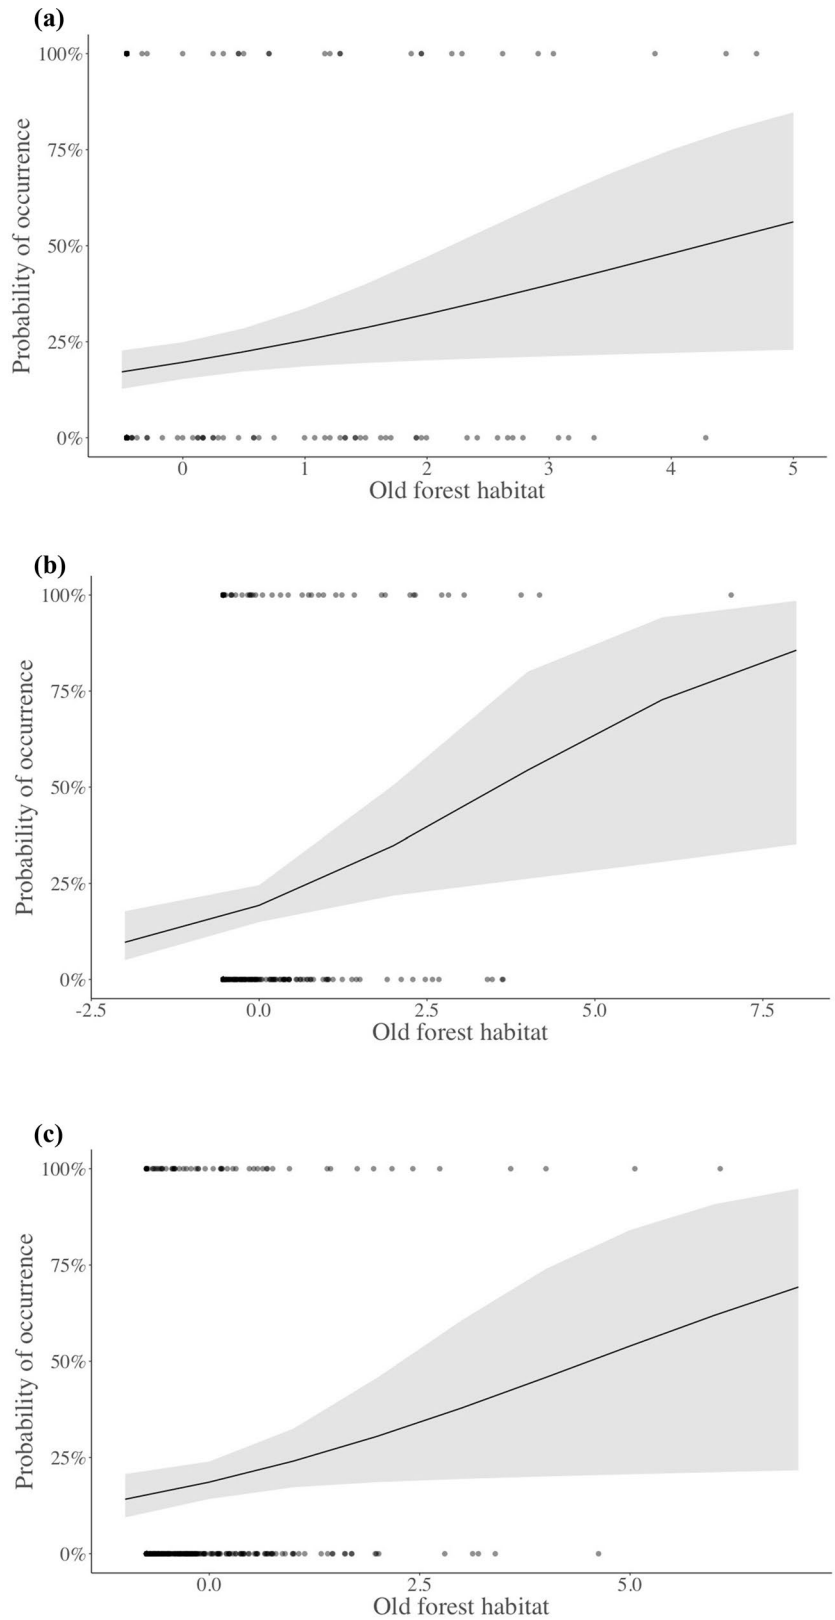 (a)
100%
75%
50%
25%
0%
Probability of occurrence
0 1 2 3 4 5
Old forest habitat
(b)
100%
75%
50%
25%
0%
Probability of occurrence
-2.5 0.0 2.5 5.0 7.5
Old forest habitat
(c)
100%
75%
50%
25%
0%
Probability of occurrence
0.0 2.5 5.0
Old forest habitat